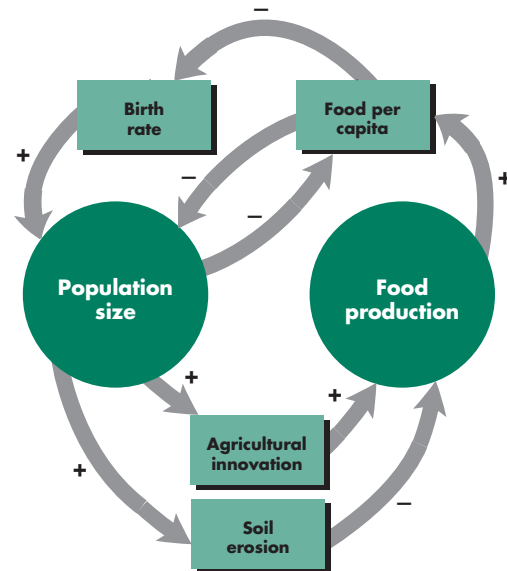 –
Birth
rate
Food per
capita
+
–
–
+
Population
size
Food
production
+
+
Agricultural
innovation
+
–
Soil
erosion